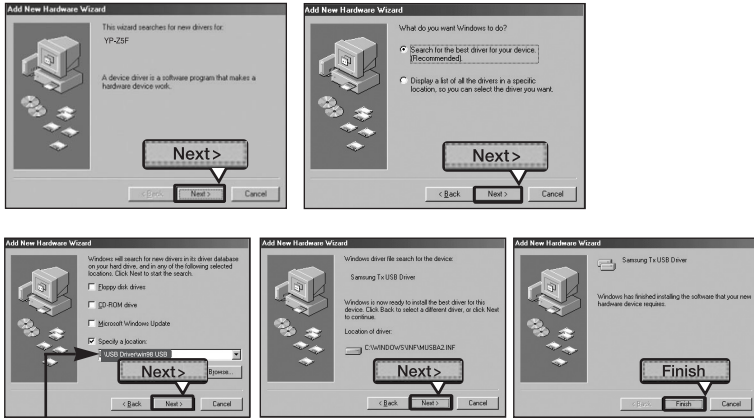 Add New Hardware Wizard
This wizard searches for new drivers for:
YP-Z5F
A device driver is a software program that makes a
hardware device work.
Next>
< Back
Next >
Cancel
Add New Hardware Wizard
What do you want Windows to do?
Search for the best driver for your device.
(Recommended).
Display a list of all the drivers in a specific
location, so you can select the driver you want.
Next>
< Back
Next >
Cancel
Add New Hardware Wizard
Windows will search for new drivers in its driver database
on your hard drive, and in any of the following selected
locations. Click Next to start the search.
Floppy disk drives
CD-ROM drive
Microsoft Windows Update
Specify a location:
\USB Driver\win98 USB
Browse...
Next>
< Back
Next >
Cancel
Add New Hardware Wizard
Windows driver file search for the device:
Samsung Tx USB Driver
Windows is now ready to install the best driver for this
device. Click Back to select a different driver, or click Next
to continue.
Location of driver:
C:\WINDOWS\INF\MUSBA2.INF
Next>
< Back
Next >
Cancel
Add New Hardware Wizard
Samsung Tx USB Driver
Windows has finished installing the software that your new
hardware device requires.
Finish
< Back
Finish
Cancel